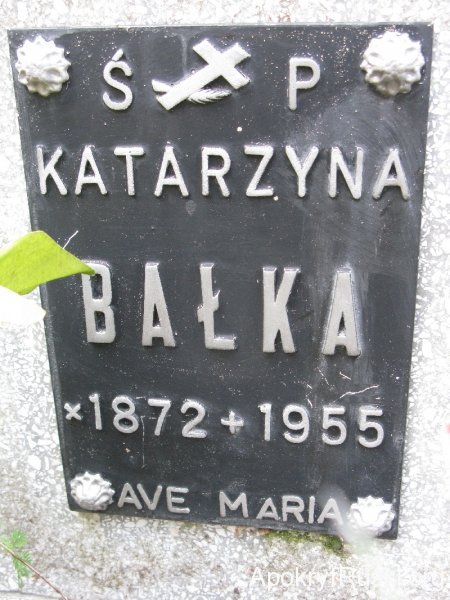 Ś P
KATARZYNA
BAŁKA
× 1872 + 1955
AVE MARIA